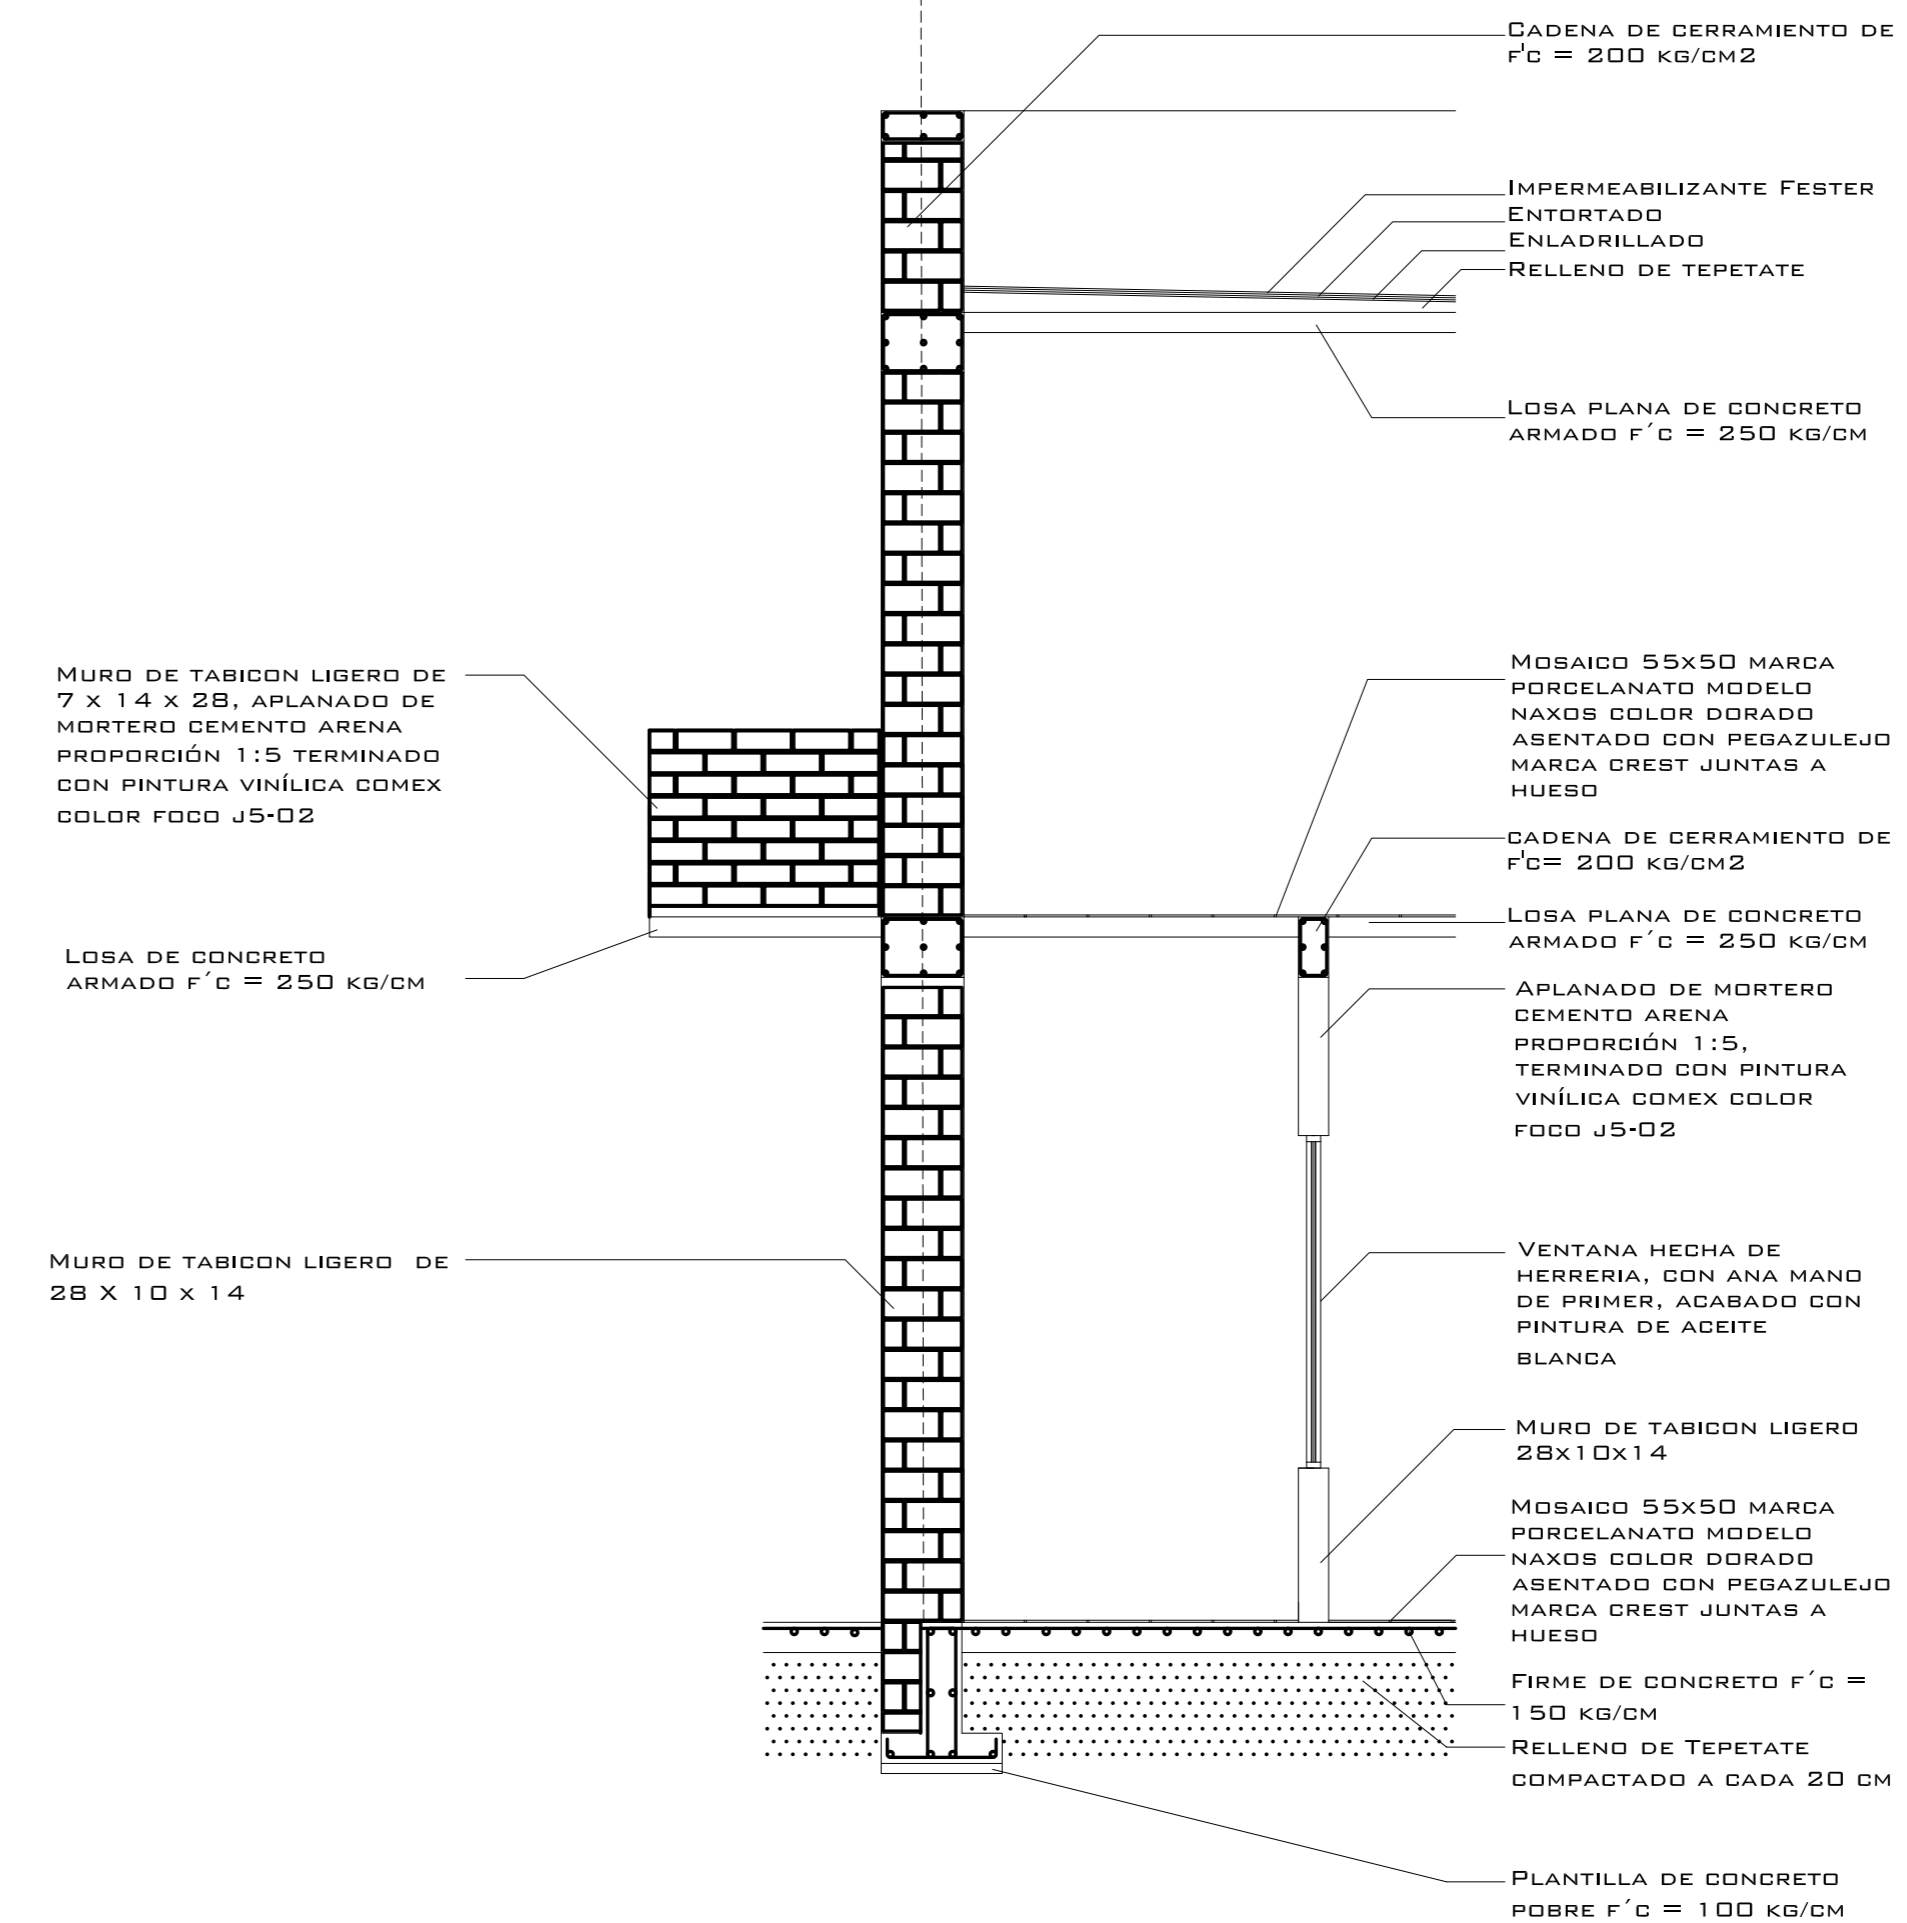 Muro de tabicon ligero de
7 x 14 x 28, aplanado de
mortero cemento arena
proporción 1:5 terminado
con pintura vinílica comex
color foco j5-02
Losa de concreto
armado f´c = 250 kg/cm
Muro de tabicon ligero de
28 X 10 x 14
Cadena de cerramiento de
f'c = 200 kg/cm2
Impermeabilizante Fester
Entortado
Enladrillado
Relleno de tepetate
Losa plana de concreto
armado f´c = 250 kg/cm
Mosaico 55x50 marca
porcelanato modelo
naxos color dorado
asentado con pegazulejo
marca crest juntas a
hueso
cadena de cerramiento de
f'c= 200 kg/cm2
Losa plana de concreto
armado f´c = 250 kg/cm
Aplanado de mortero
cemento arena
proporción 1:5,
terminado con pintura
vinílica comex color
foco j5-02
Ventana hecha de
herreria, con ana mano
de primer, acabado con
pintura de aceite
blanca
Muro de tabicon ligero
28x10x14
Mosaico 55x50 marca
porcelanato modelo
naxos color dorado
asentado con pegazulejo
marca crest juntas a
hueso
Firme de concreto f´c =
150 kg/cm
Relleno de Tepetate
compactado a cada 20 cm
Plantilla de concreto
pobre f´c = 100 kg/cm